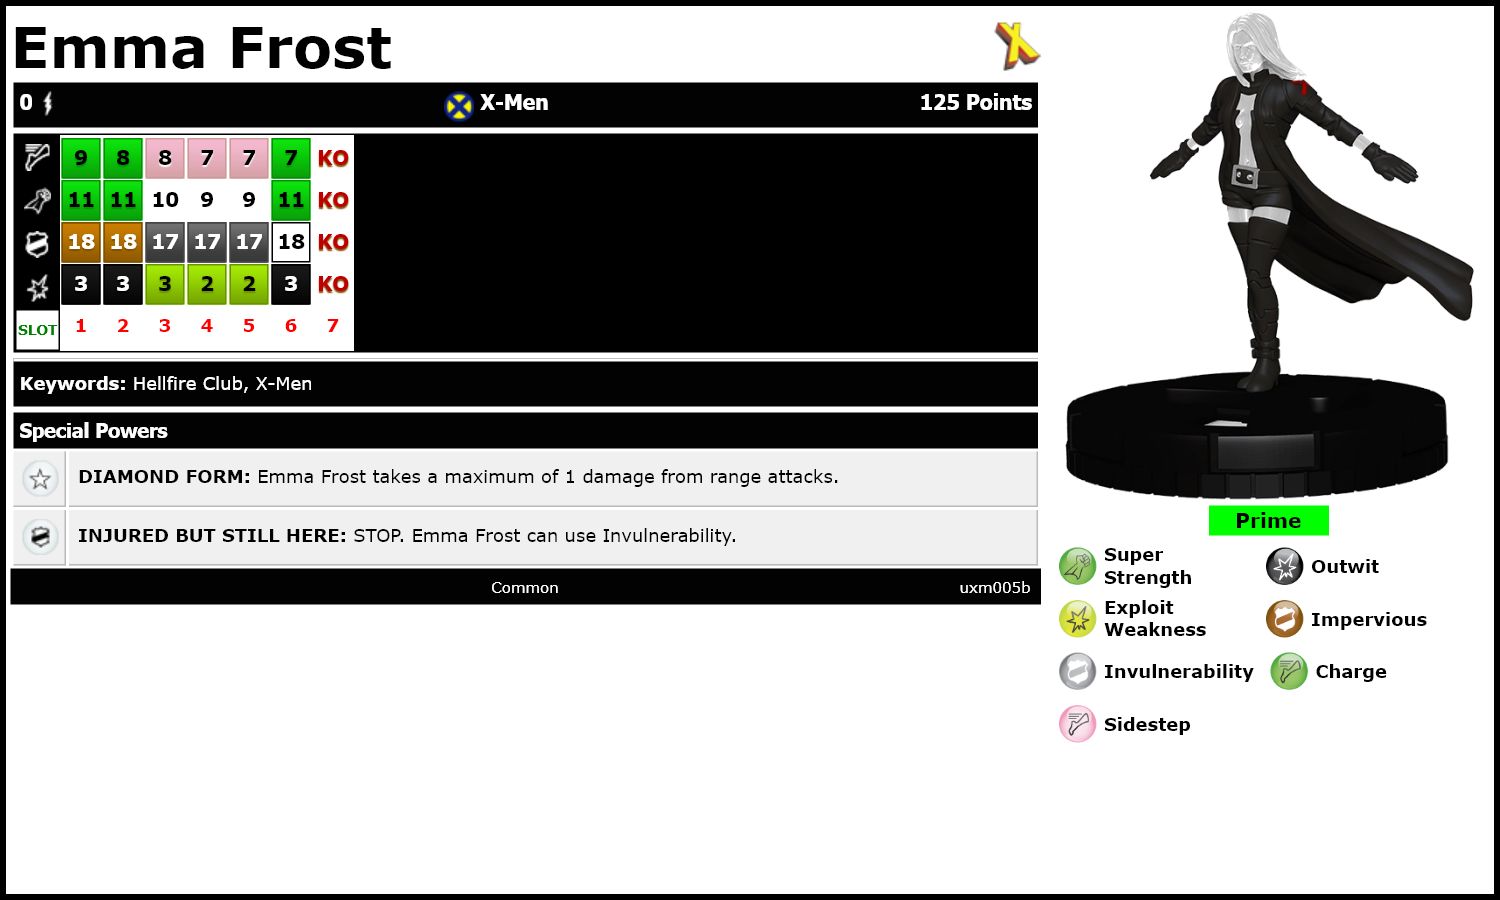 Emma Frost
0 X-Men 125 Points
9 8 8 7 7 7 KO
11 11 10 9 9 11 KO
18 18 17 17 17 18 KO
3 3 3 2 2 3 KO
SLOT 1 2 3 4 5 6 7
Keywords: Hellfire Club, X-Men
Special Powers
DIAMOND FORM: Emma Frost takes a maximum of 1 damage from range attacks.
INJURED BUT STILL HERE: STOP. Emma Frost can use Invulnerability.
Common uxm005b
Prime
Super
Strength
Outwit
Exploit
Weakness
Impervious
Invulnerability
Charge
Sidestep